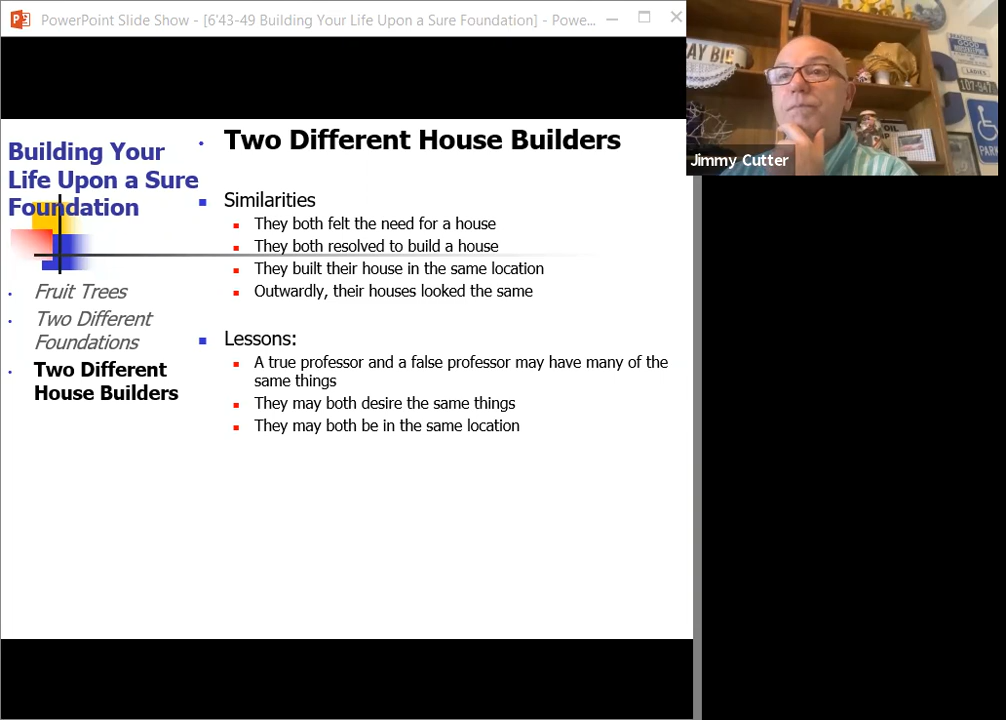 PowerPoint Slide Show - [6'43-49 Building Your Life Upon a Sure Foundation] - Powe...
Building Your
Life Upon a Sure
Foundation
Fruit Trees
Two Different
Foundations
Two Different
House Builders
Two Different House Builders
Similarities
They both felt the need for a house
They both resolved to build a house
They built their house in the same location
Outwardly, their houses looked the same
Lessons:
A true professor and a false professor may have many of the
same things
They may both desire the same things
They may both be in the same location
Jimmy Cutter
LADIES
PARK